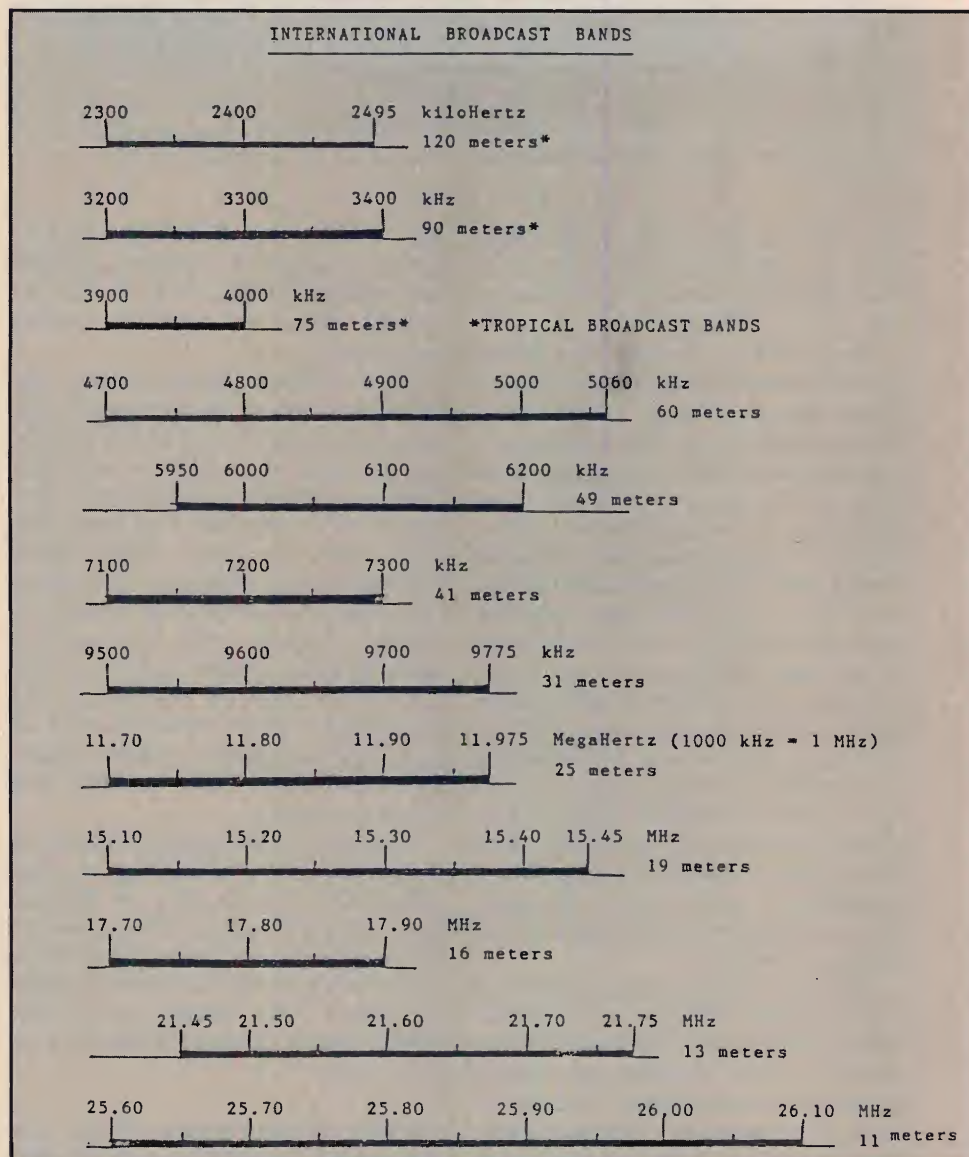 INTERNATIONAL BROADCAST BANDS
2300 2400 2495 kiloHertz
120 meters*
3200 3300 3400 kHz
90 meters*
3900 4000 kHz
75 meters* *TROPICAL BROADCAST BANDS
4700 4800 4900 5000 5060 kHz
60 meters
5950 6000 6100 6200 kHz
49 meters
7100 7200 7300 kHz
41 meters
9500 9600 9700 9775 kHz
31 meters
11.70 11.80 11.90 11.975 MegaHertz (1000 kHz = 1 MHz)
25 meters
15.10 15.20 15.30 15.40 15.45 MHz
19 meters
17.70 17.80 17.90 MHz
16 meters
21.45 21.50 21.60 21.70 21.75 MHz
13 meters
25.60 25.70 25.80 25.90 26.00 26.10 MHz
11 meters